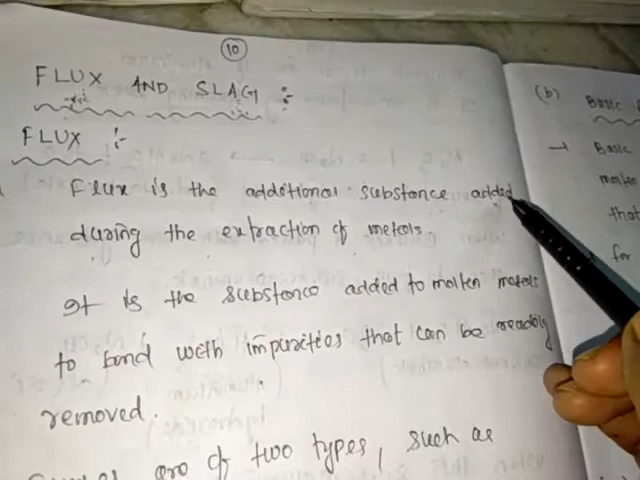 10
FLUX AND SLAG :-
FLUX :-
Flux is the additional substance added
during the extraction of metals.
It is the substance added to molten metals
to bond with impurities that can be readily
removed.
are of two types, such as
(b) Basic
→ Basic
molten
that
for